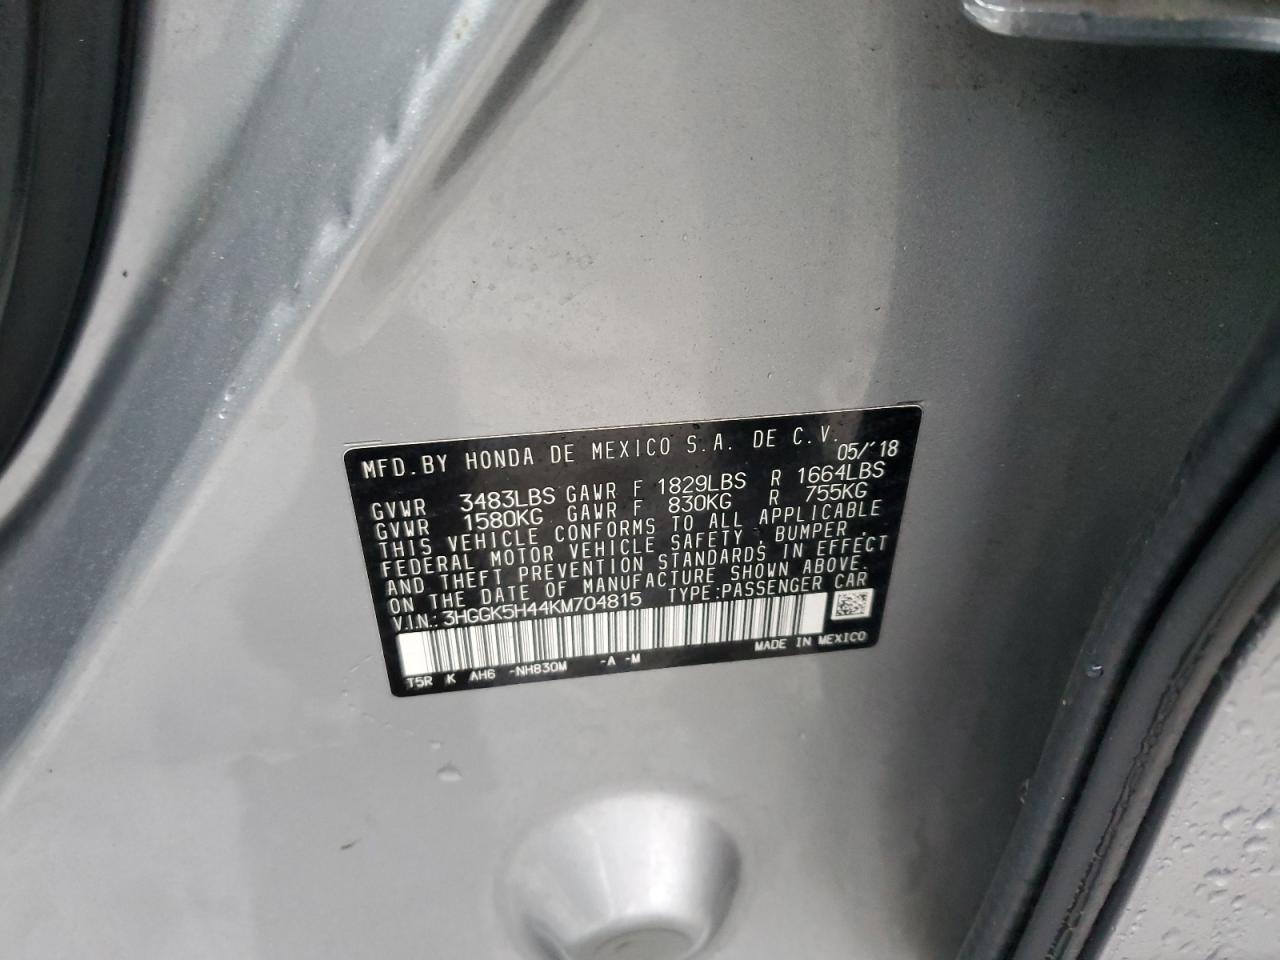 MFD.BY HONDA DE MEXICO S.A. DE C.V. 05/'18
GVWR 3483LBS GAWR F 1829LBS R 1664LBS
GVWR 1580KG GAWR F 830KG R 755KG
THIS VEHICLE CONFORMS TO ALL APPLICABLE
FEDERAL MOTOR VEHICLE SAFETY, BUMPER,
AND THEFT PREVENTION STANDARDS IN EFFECT
ON THE DATE OF MANUFACTURE SHOWN ABOVE.
V.IN.: 3HGGK5H44KM704815 TYPE:PASSENGER CAR
MADE IN MEXICO
T5R K AH6 -NH830M -A -M